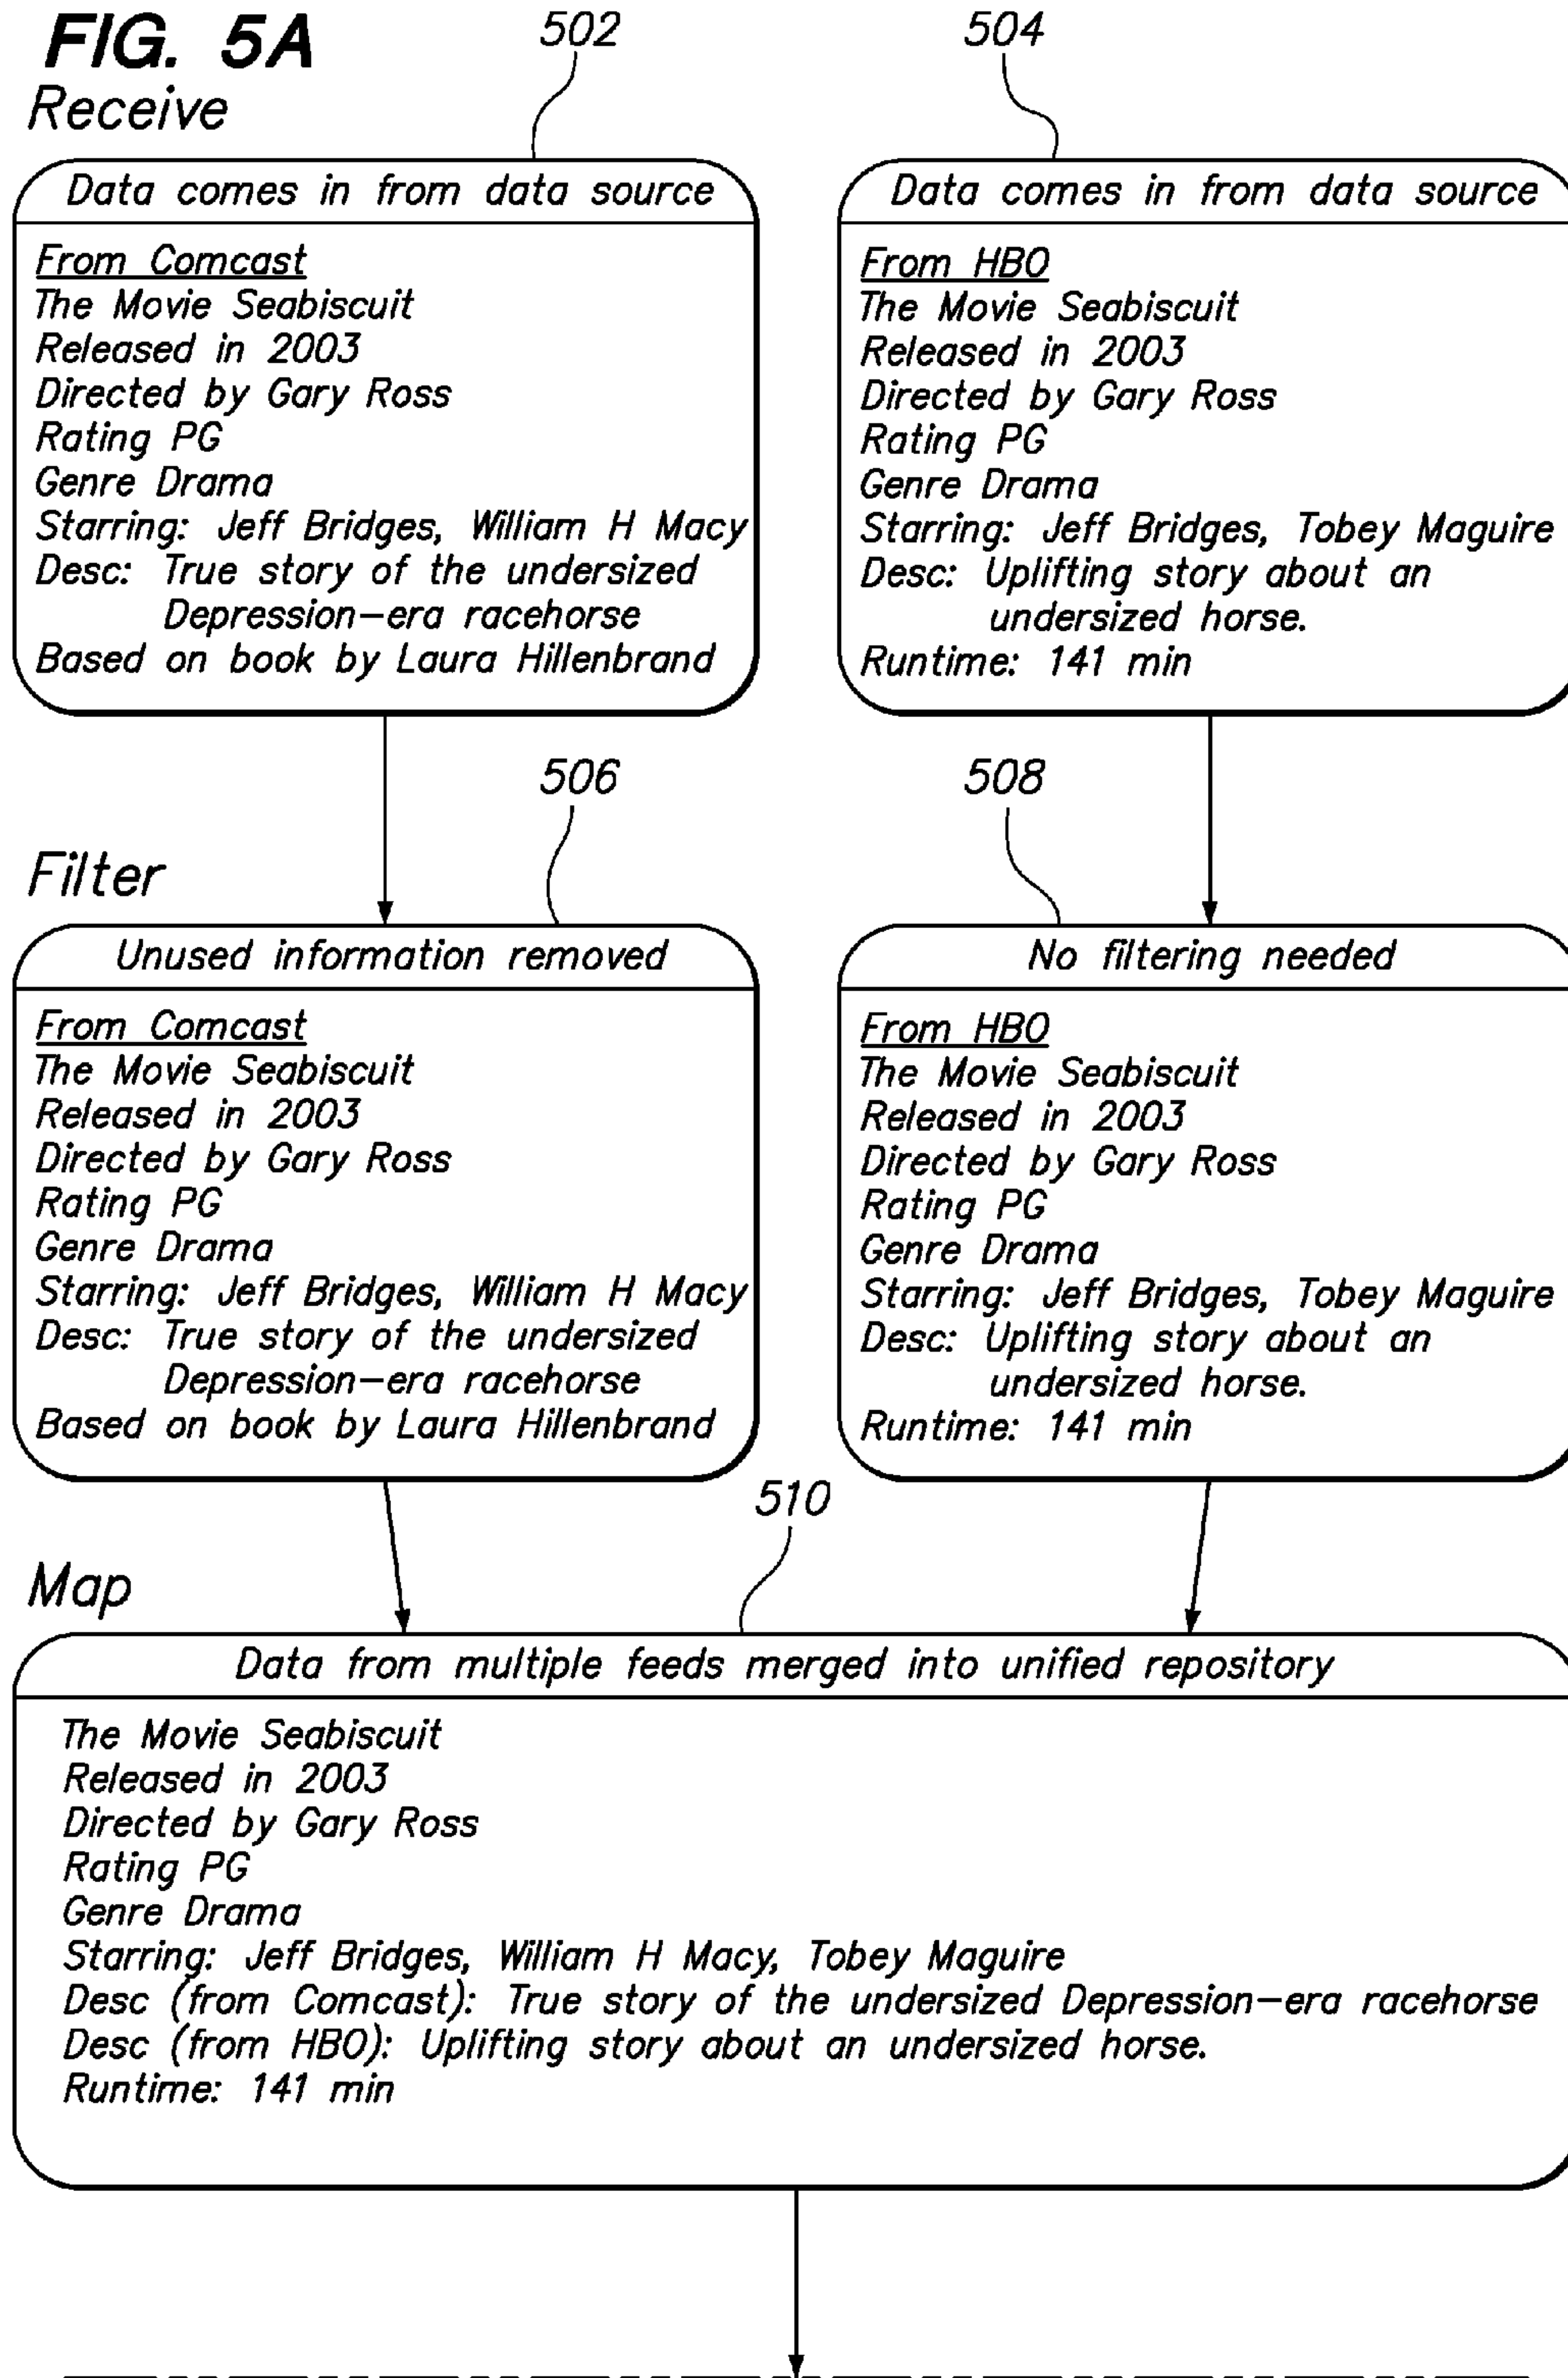 FIG. 5A
502
504
Receive
Data comes in from data source
From Comcast
The Movie Seabiscuit
Released in 2003
Directed by Gary Ross
Rating PG
Genre Drama
Starring: Jeff Bridges, William H Macy
Desc: True story of the undersized
Depression-era racehorse
Based on book by Laura Hillenbrand
Data comes in from data source
From HBO
The Movie Seabiscuit
Released in 2003
Directed by Gary Ross
Rating PG
Genre Drama
Starring: Jeff Bridges, Tobey Maguire
Desc: Uplifting story about an
undersized horse.
Runtime: 141 min
506
508
Filter
Unused information removed
From Comcast
The Movie Seabiscuit
Released in 2003
Directed by Gary Ross
Rating PG
Genre Drama
Starring: Jeff Bridges, William H Macy
Desc: True story of the undersized
Depression-era racehorse
Based on book by Laura Hillenbrand
No filtering needed
From HBO
The Movie Seabiscuit
Released in 2003
Directed by Gary Ross
Rating PG
Genre Drama
Starring: Jeff Bridges, Tobey Maguire
Desc: Uplifting story about an
undersized horse.
Runtime: 141 min
510
Map
Data from multiple feeds merged into unified repository
The Movie Seabiscuit
Released in 2003
Directed by Gary Ross
Rating PG
Genre Drama
Starring: Jeff Bridges, William H Macy, Tobey Maguire
Desc (from Comcast): True story of the undersized Depression-era racehorse
Desc (from HBO): Uplifting story about an undersized horse.
Runtime: 141 min